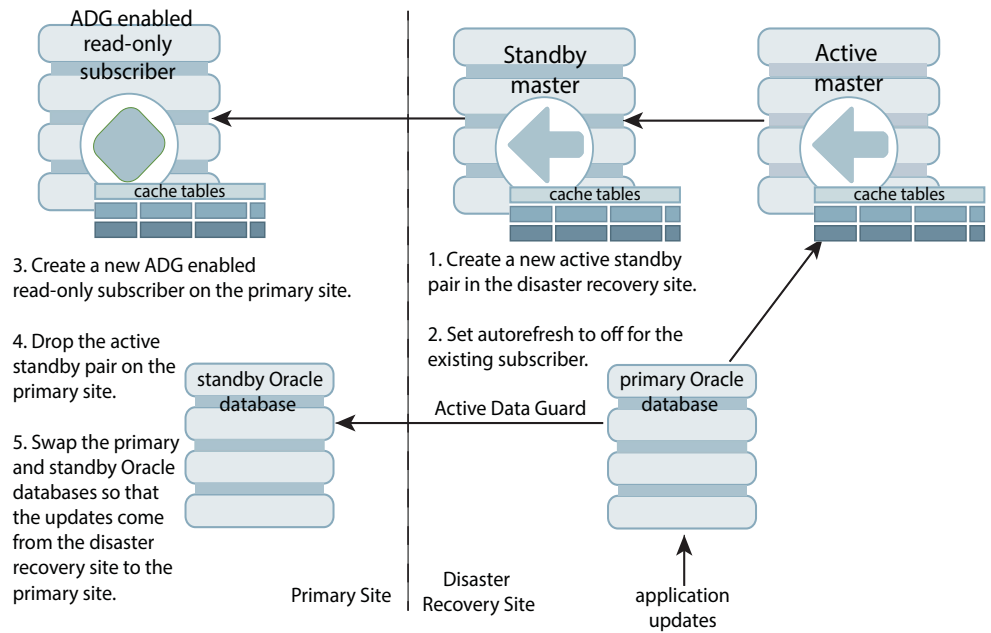 ADG enabled
read-only
subscriber
cache tables
Standby
master
cache tables
Active
master
cache tables
3. Create a new ADG enabled
read-only subscriber on the primary site.
1. Create a new active standby
pair in the disaster recovery site.
2. Set autorefresh to off for the
existing subscriber.
4. Drop the active
standby pair on the
primary site.
standby Oracle
database
Active Data Guard
primary Oracle
database
5. Swap the primary
and standby Oracle
databases so that
the updates come
from the disaster
recovery site to the
primary site.
Primary Site
Disaster
Recovery Site
application
updates